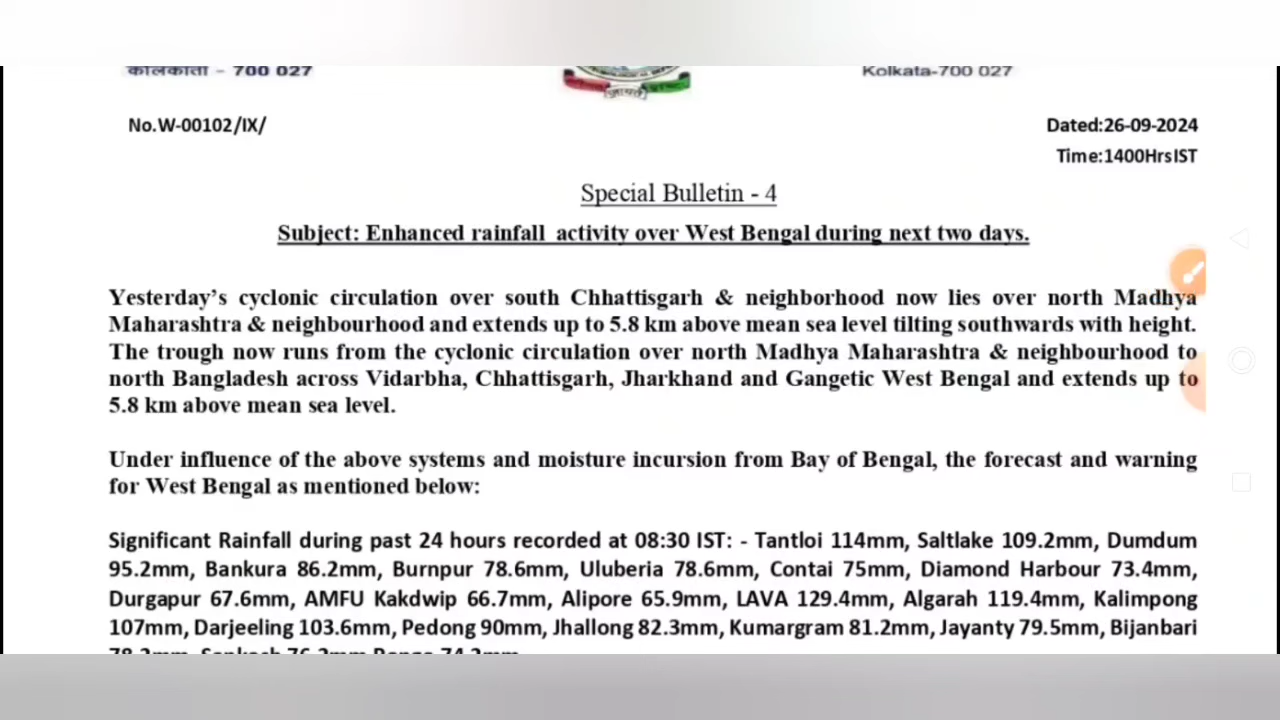 कोलकाता - 700 027
Kolkata-700 027
No.W-00102/IX/
Dated:26-09-2024
Time:1400HrsIST
Special Bulletin - 4
Subject: Enhanced rainfall activity over West Bengal during next two days.
Yesterday's cyclonic circulation over south Chhattisgarh & neighborhood now lies over north Madhya
Maharashtra & neighbourhood and extends up to 5.8 km above mean sea level tilting southwards with height.
The trough now runs from the cyclonic circulation over north Madhya Maharashtra & neighbourhood to
north Bangladesh across Vidarbha, Chhattisgarh, Jharkhand and Gangetic West Bengal and extends up to
5.8 km above mean sea level.
Under influence of the above systems and moisture incursion from Bay of Bengal, the forecast and warning
for West Bengal as mentioned below:
Significant Rainfall during past 24 hours recorded at 08:30 IST: - Tantloi 114mm, Saltlake 109.2mm, Dumdum
95.2mm, Bankura 86.2mm, Burnpur 78.6mm, Uluberia 78.6mm, Contai 75mm, Diamond Harbour 73.4mm,
Durgapur 67.6mm, AMFU Kakdwip 66.7mm, Alipore 65.9mm, LAVA 129.4mm, Algarah 119.4mm, Kalimpong
107mm, Darjeeling 103.6mm, Pedong 90mm, Jhallong 82.3mm, Kumargram 81.2mm, Jayanty 79.5mm, Bijanbari